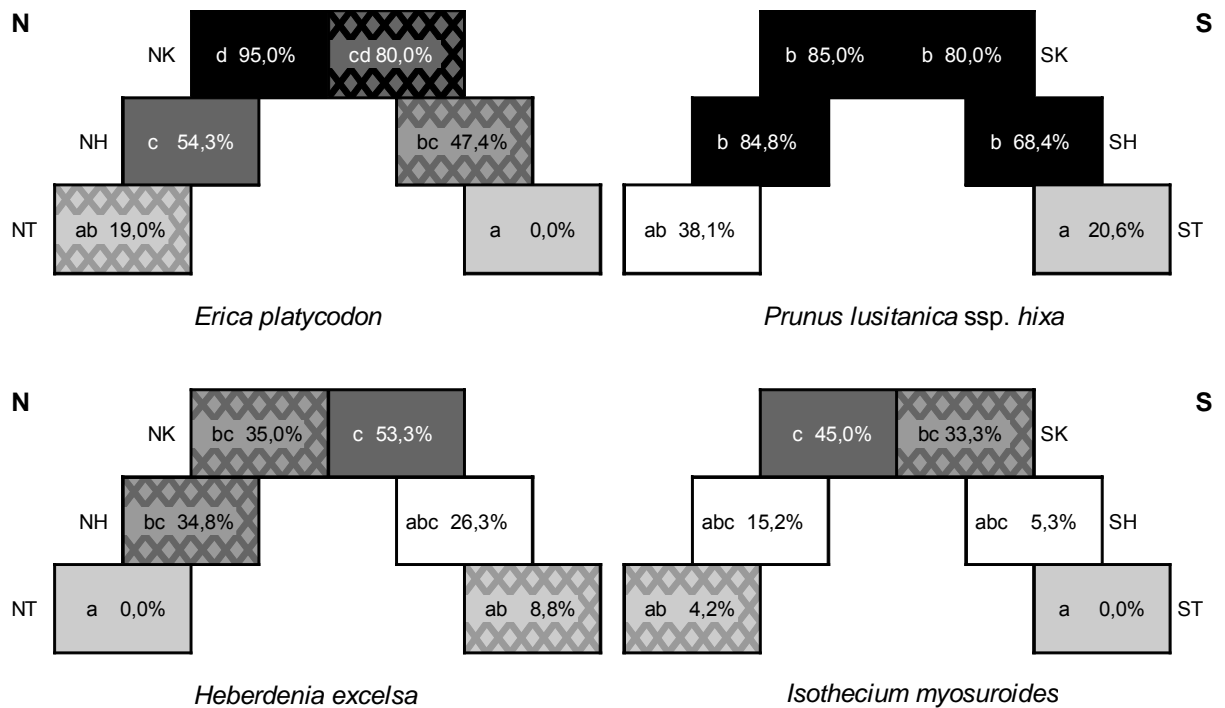 N S
NK d 95,0% cd 80,0% b 85,0% b 80,0% SK
NH c 54,3% bc 47,4% b 84,8% b 68,4% SH
NT ab 19,0% a 0,0% ab 38,1% a 20,6% ST
Erica platycodon Prunus lusitanica ssp. hixa
N S
NK bc 35,0% c 53,3% c 45,0% bc 33,3% SK
NH bc 34,8% abc 26,3% abc 15,2% abc 5,3% SH
NT a 0,0% ab 8,8% ab 4,2% a 0,0% ST
Heberdenia excelsa Isothecium myosuroides